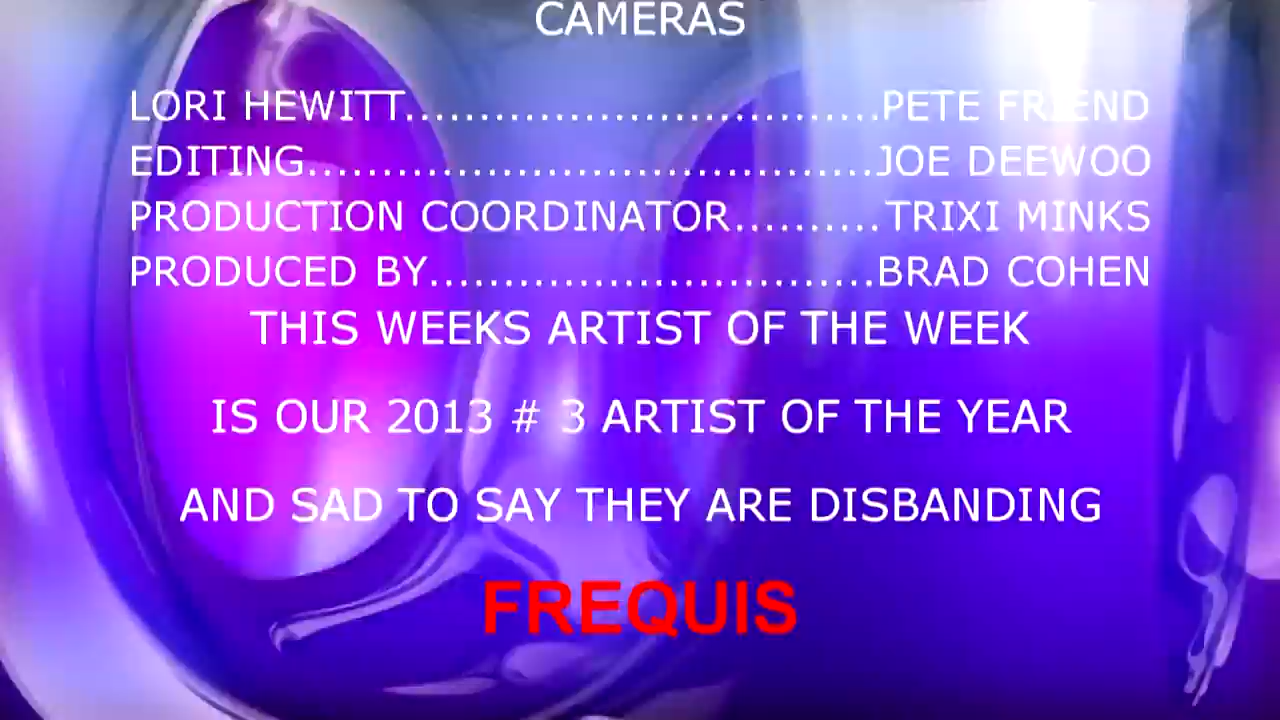 CAMERAS
LORI HEWITT...............................PETE FRIEND
EDITING......................................JOE DEEWOO
PRODUCTION COORDINATOR..........TRIXI MINKS
PRODUCED BY..............................BRAD COHEN
THIS WEEKS ARTIST OF THE WEEK
IS OUR 2013 # 3 ARTIST OF THE YEAR
AND SAD TO SAY THEY ARE DISBANDING
FREQUIS